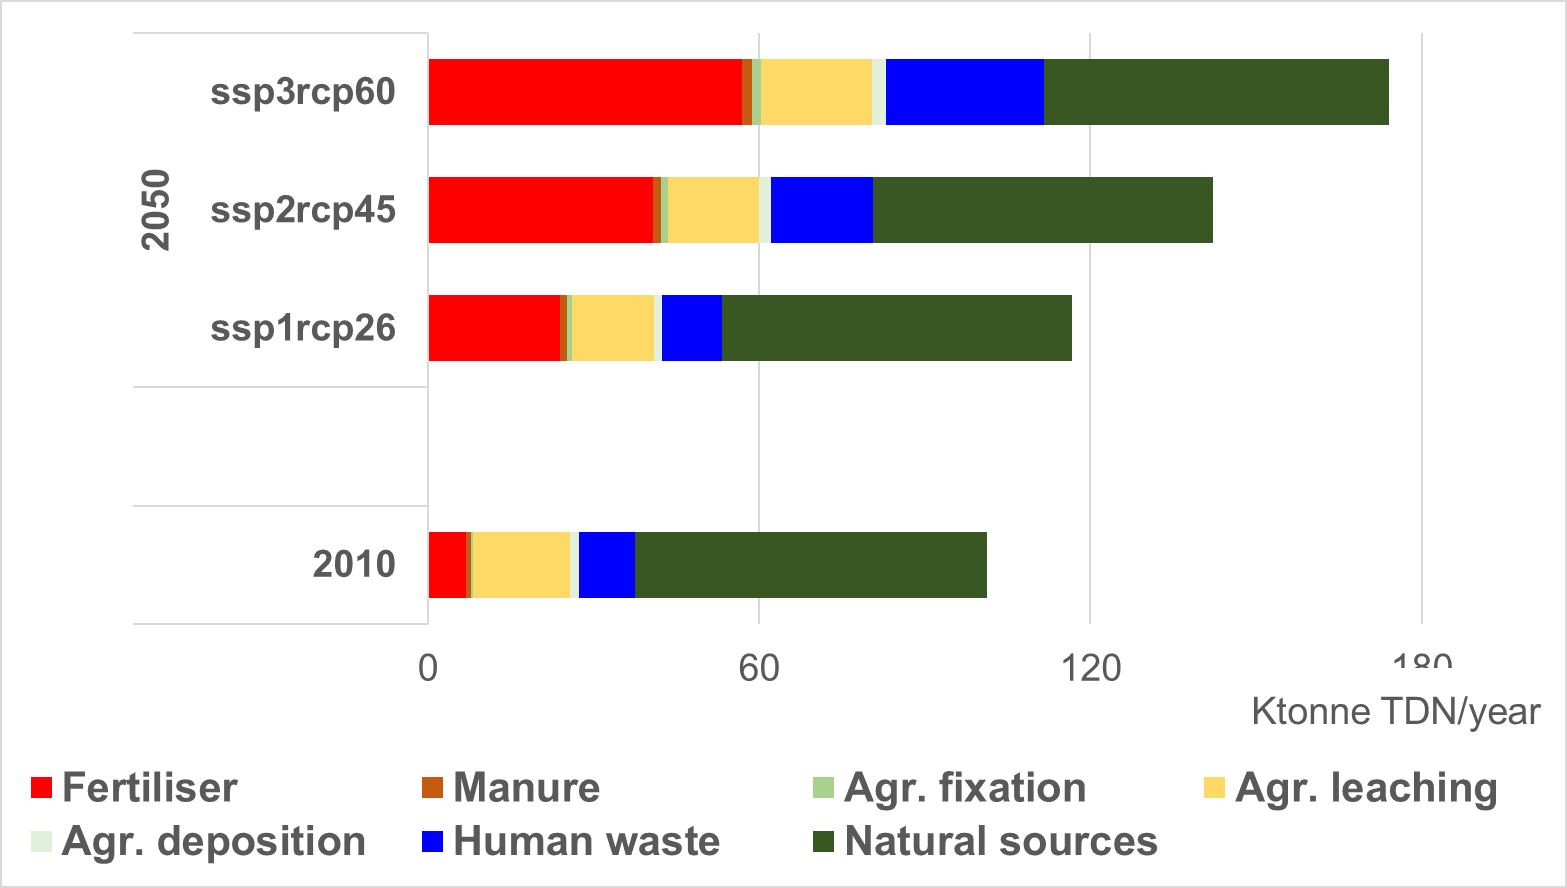 ssp3rcp60
2050
ssp2rcp45
ssp1rcp26
2010
0 60 120 180
Ktonne TDN/year
Fertiliser Manure Agr. fixation Agr. leaching
Agr. deposition Human waste Natural sources